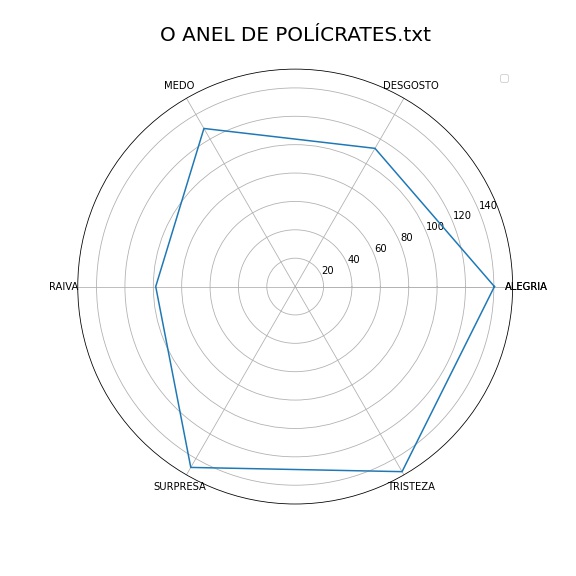 O ANEL DE POLÍCRATES.txt
MEDO
DESGOSTO
140
120
100
80
60
40
20
RAIVA
ALEGRIA
SURPRESA
TRISTEZA